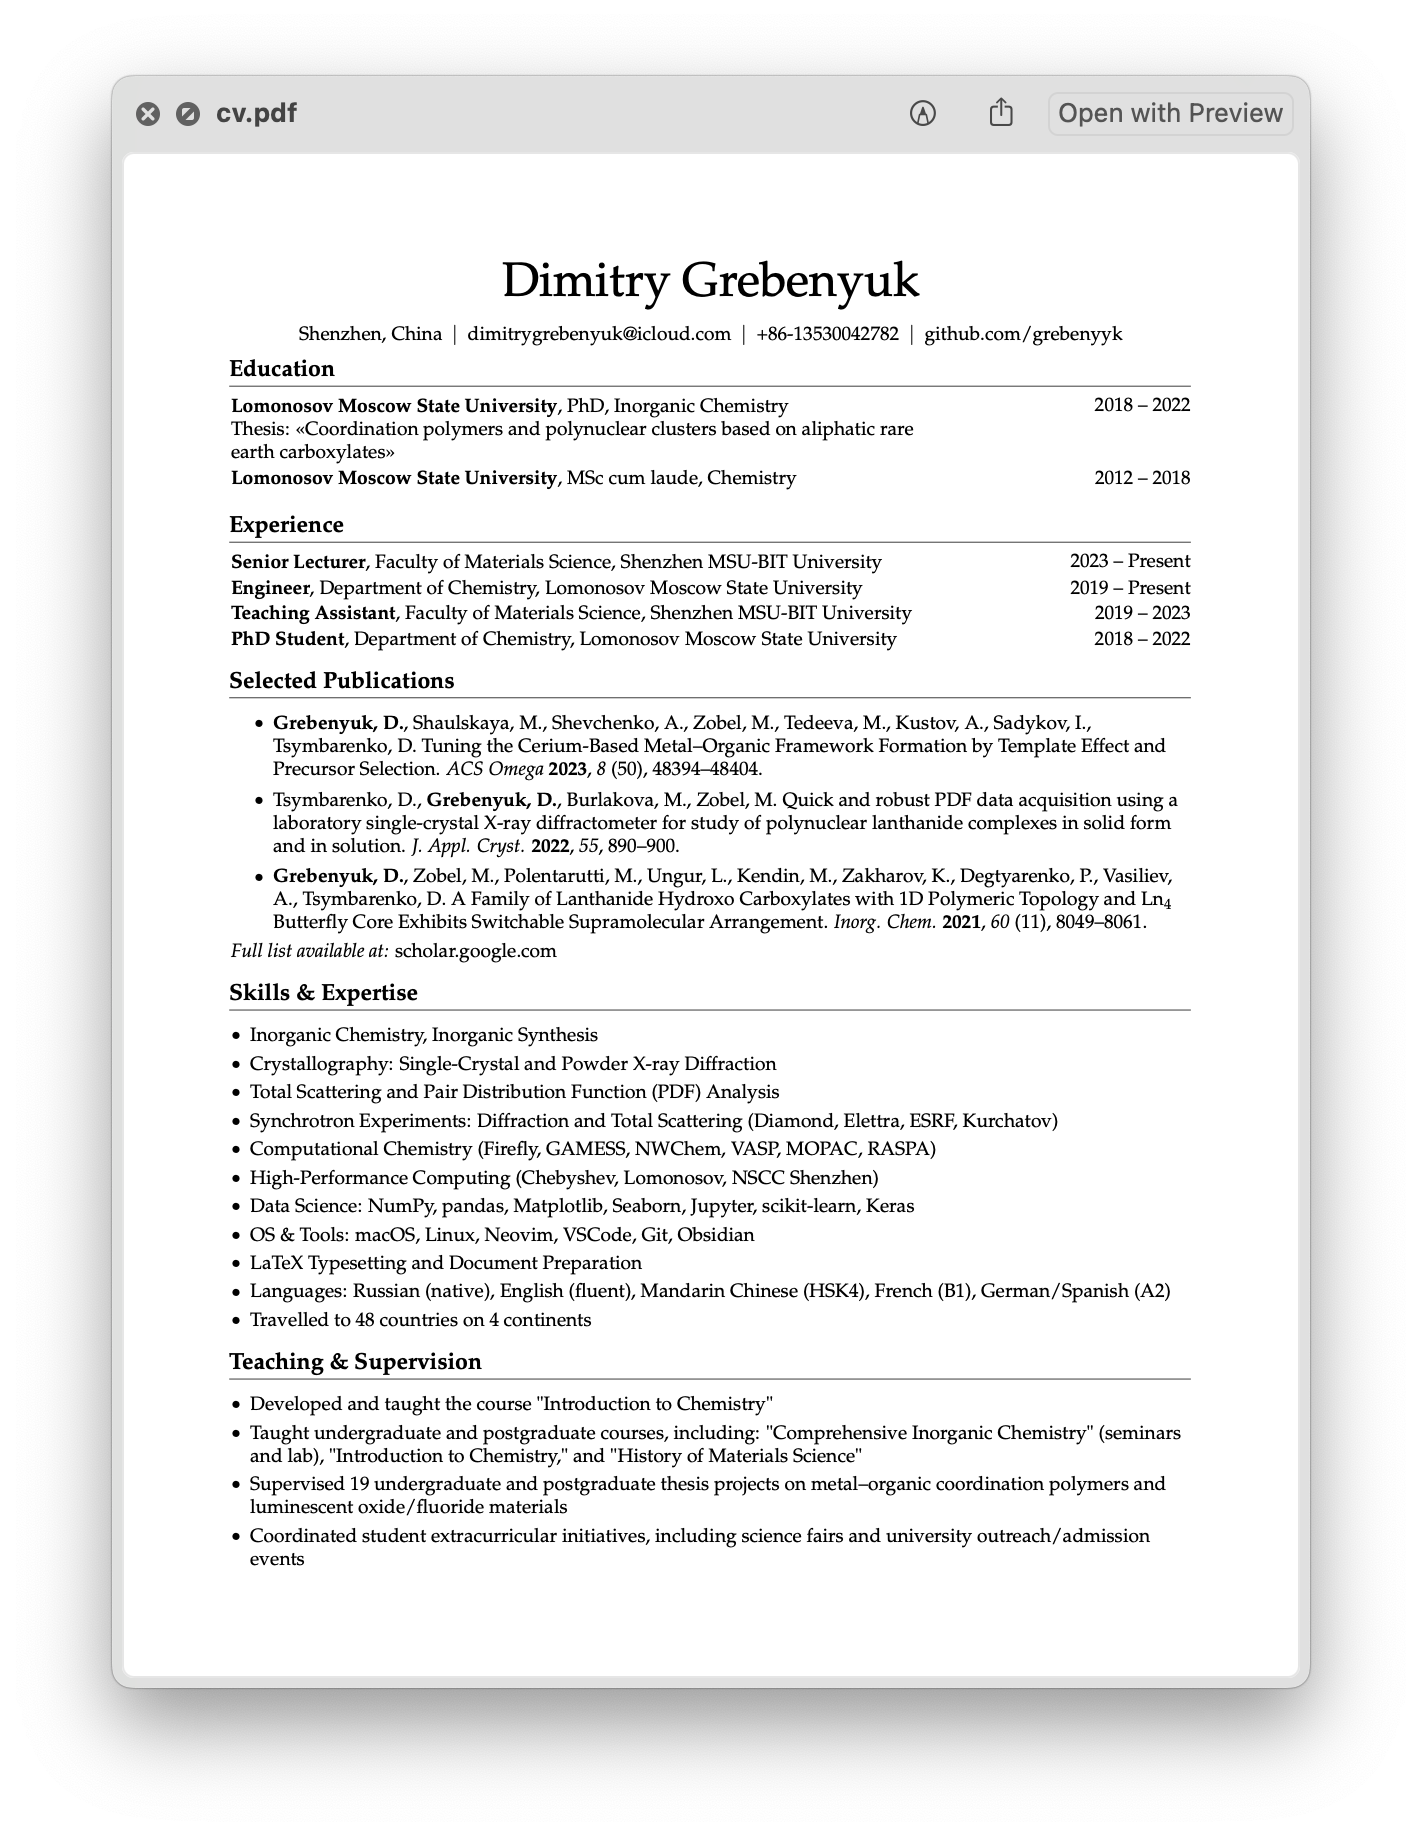 cv.pdf
Open with Preview
Dimitry Grebenyuk
Shenzhen, China | dimitrygrebenyuk@icloud.com | +86-13530042782 | github.com/grebenyyk
Education
Lomonosov Moscow State University, PhD, Inorganic Chemistry 2018 – 2022
Thesis: «Coordination polymers and polynuclear clusters based on aliphatic rare
earth carboxylates»
Lomonosov Moscow State University, MSc cum laude, Chemistry 2012 – 2018
Experience
Senior Lecturer, Faculty of Materials Science, Shenzhen MSU-BIT University 2023 – Present
Engineer, Department of Chemistry, Lomonosov Moscow State University 2019 – Present
Teaching Assistant, Faculty of Materials Science, Shenzhen MSU-BIT University 2019 – 2023
PhD Student, Department of Chemistry, Lomonosov Moscow State University 2018 – 2022
Selected Publications
• Grebenyuk, D., Shaulskaya, M., Shevchenko, A., Zobel, M., Tedeeva, M., Kustov, A., Sadykov, I.,
Tsymbarenko, D. Tuning the Cerium-Based Metal–Organic Framework Formation by Template Effect and
Precursor Selection. ACS Omega 2023, 8 (50), 48394–48404.
• Tsymbarenko, D., Grebenyuk, D., Burlakova, M., Zobel, M. Quick and robust PDF data acquisition using a
laboratory single-crystal X-ray diffractometer for study of polynuclear lanthanide complexes in solid form
and in solution. J. Appl. Cryst. 2022, 55, 890–900.
• Grebenyuk, D., Zobel, M., Polentarutti, M., Ungur, L., Kendin, M., Zakharov, K., Degtyarenko, P., Vasiliev,
A., Tsymbarenko, D. A Family of Lanthanide Hydroxo Carboxylates with 1D Polymeric Topology and Ln₄
Butterfly Core Exhibits Switchable Supramolecular Arrangement. Inorg. Chem. 2021, 60 (11), 8049–8061.
Full list available at: scholar.google.com
Skills & Expertise
• Inorganic Chemistry, Inorganic Synthesis
• Crystallography: Single-Crystal and Powder X-ray Diffraction
• Total Scattering and Pair Distribution Function (PDF) Analysis
• Synchrotron Experiments: Diffraction and Total Scattering (Diamond, Elettra, ESRF, Kurchatov)
• Computational Chemistry (Firefly, GAMESS, NWChem, VASP, MOPAC, RASPA)
• High-Performance Computing (Chebyshev, Lomonosov, NSCC Shenzhen)
• Data Science: NumPy, pandas, Matplotlib, Seaborn, Jupyter, scikit-learn, Keras
• OS & Tools: macOS, Linux, Neovim, VSCode, Git, Obsidian
• LaTeX Typesetting and Document Preparation
• Languages: Russian (native), English (fluent), Mandarin Chinese (HSK4), French (B1), German/Spanish (A2)
• Travelled to 48 countries on 4 continents
Teaching & Supervision
• Developed and taught the course "Introduction to Chemistry"
• Taught undergraduate and postgraduate courses, including: "Comprehensive Inorganic Chemistry" (seminars
and lab), "Introduction to Chemistry," and "History of Materials Science"
• Supervised 19 undergraduate and postgraduate thesis projects on metal–organic coordination polymers and
luminescent oxide/fluoride materials
• Coordinated student extracurricular initiatives, including science fairs and university outreach/admission
events